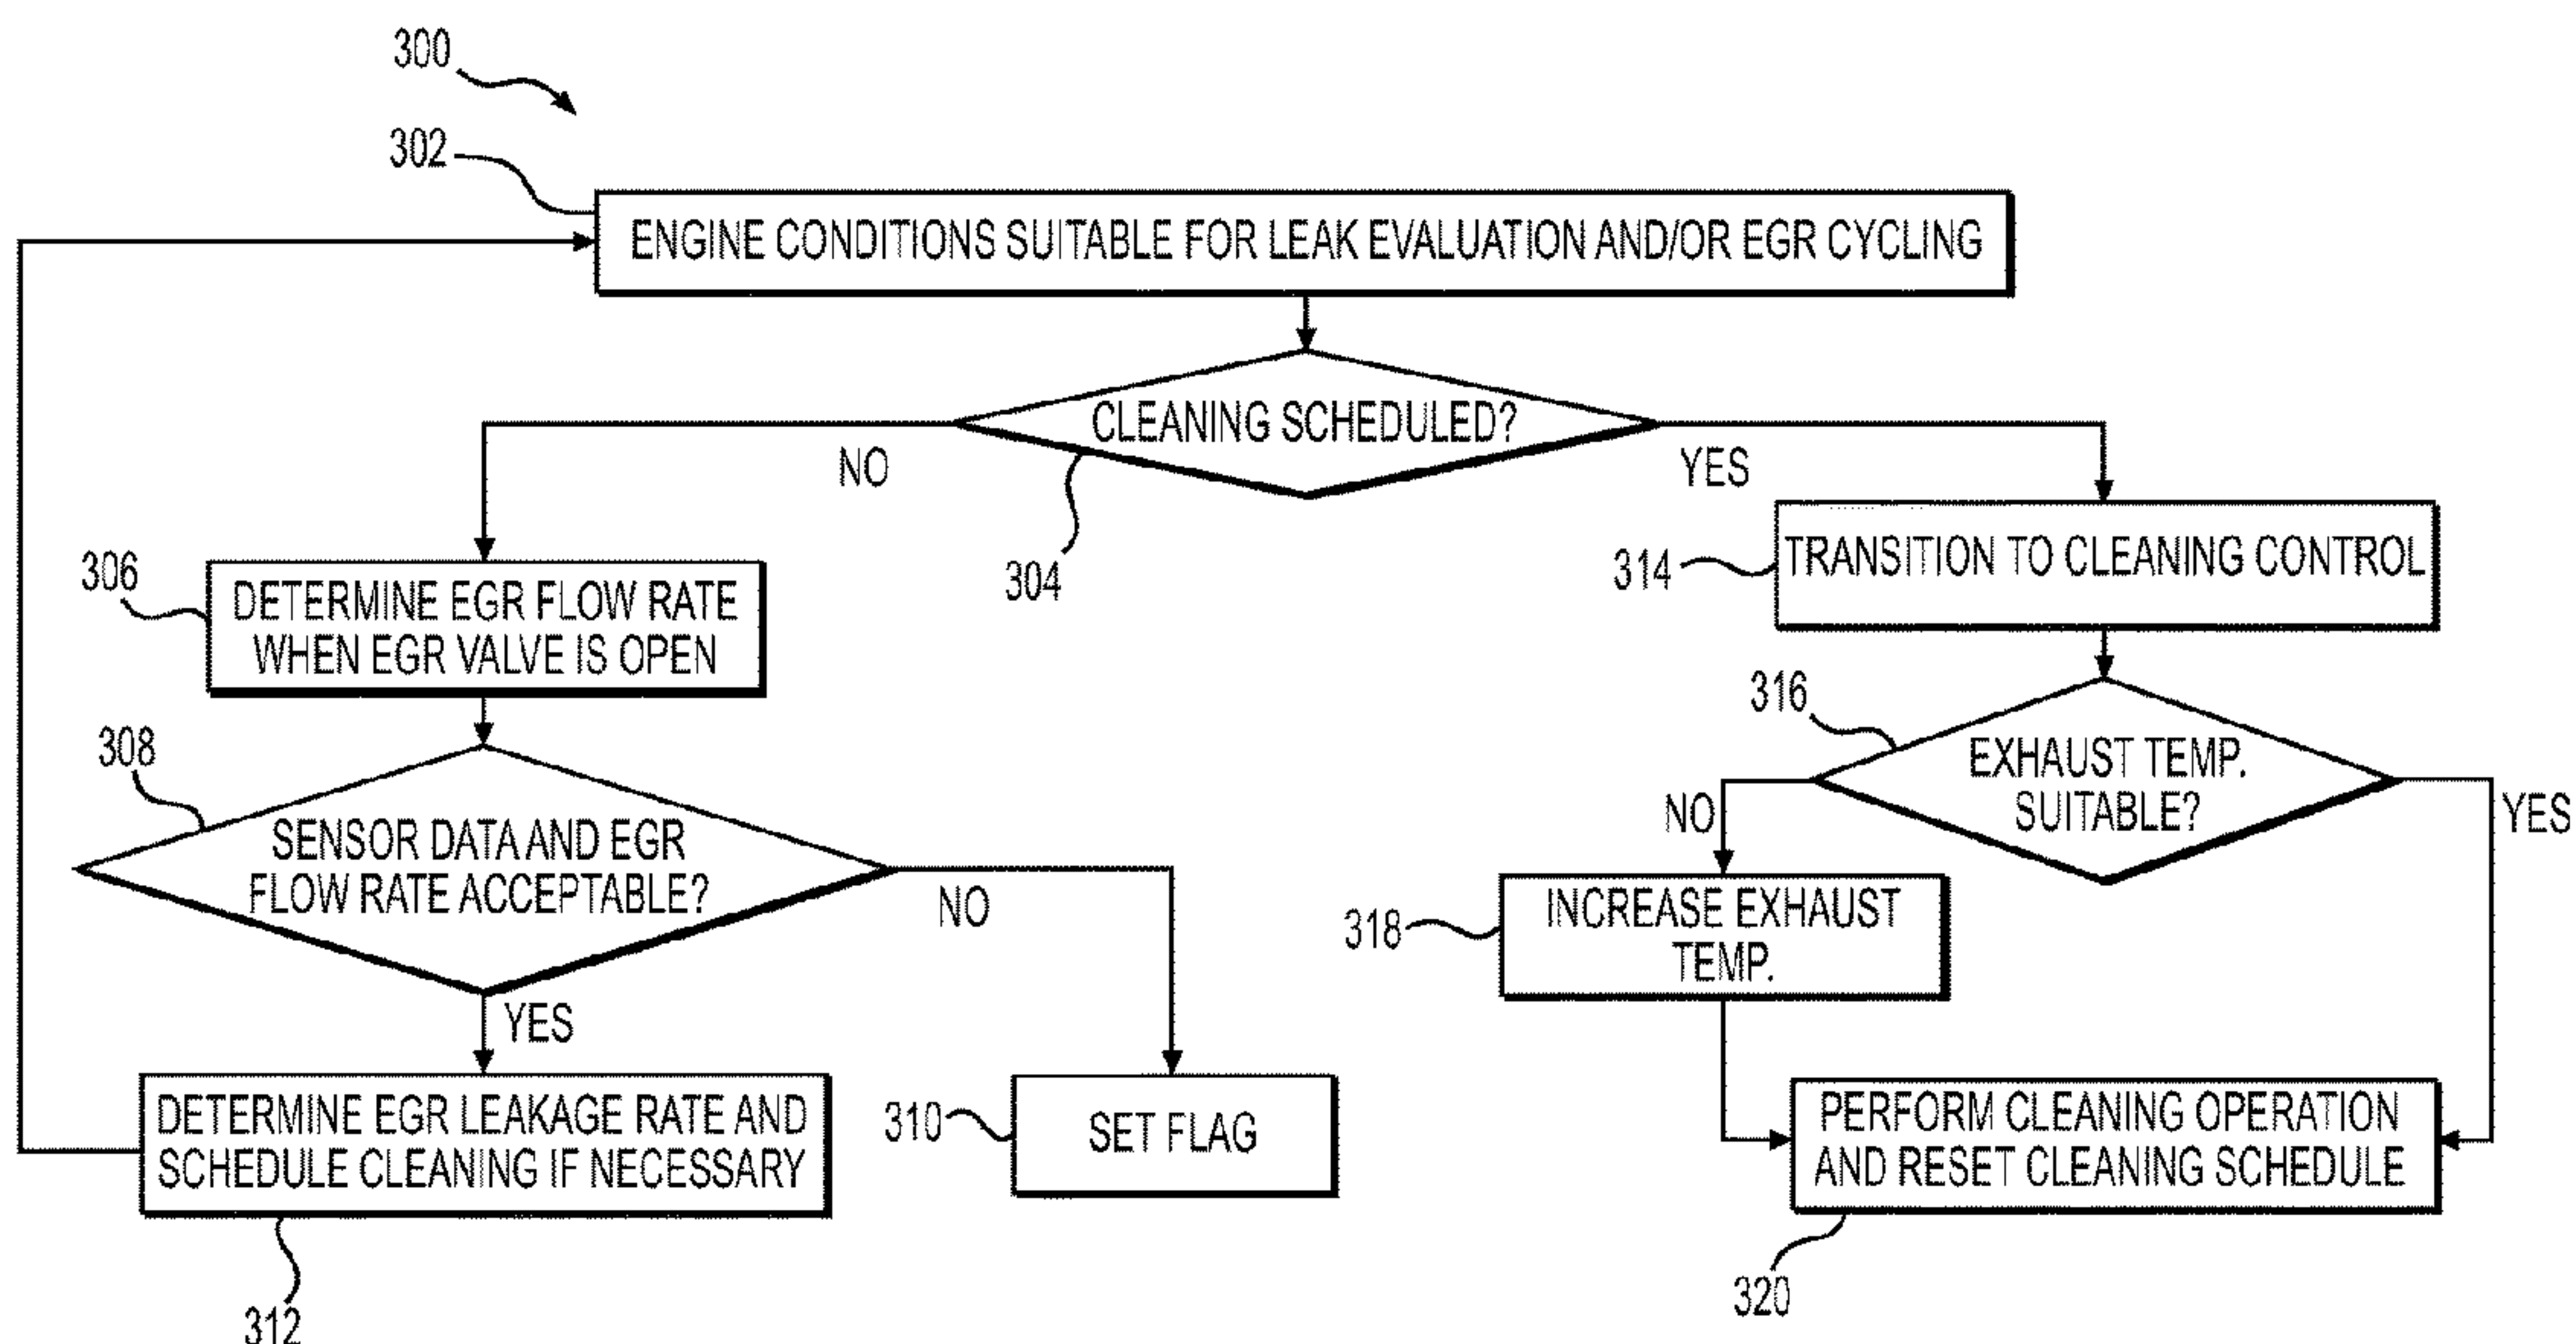 300
302
ENGINE CONDITIONS SUITABLE FOR LEAK EVALUATION AND/OR EGR CYCLING
CLEANING SCHEDULED?
NO
YES
304
306
DETERMINE EGR FLOW RATE
WHEN EGR VALVE IS OPEN
314
TRANSITION TO CLEANING CONTROL
308
SENSOR DATA AND EGR
FLOW RATE ACCEPTABLE?
NO
YES
316
EXHAUST TEMP.
SUITABLE?
NO
YES
318
INCREASE EXHAUST
TEMP.
DETERMINE EGR LEAKAGE RATE AND
SCHEDULE CLEANING IF NECESSARY
312
310
SET FLAG
PERFORM CLEANING OPERATION
AND RESET CLEANING SCHEDULE
320